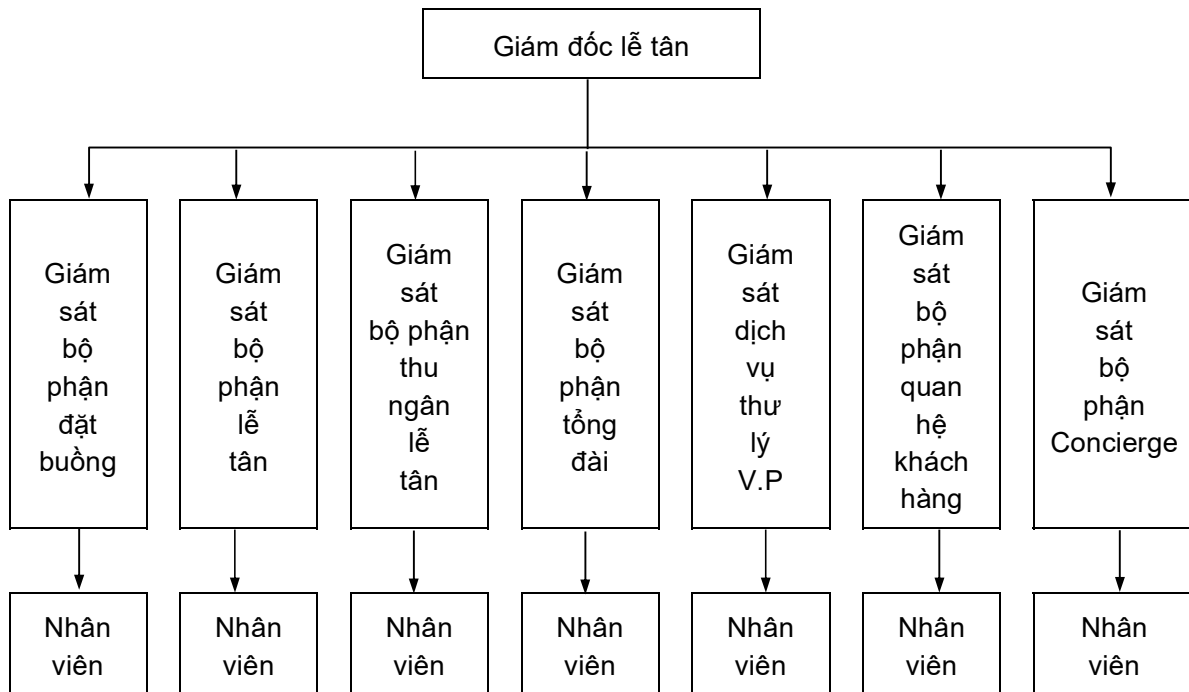 Giám đốc lễ tân
Giám
sát
bộ
phận
đặt
buồng
Giám
sát
bộ
phận
lễ
tân
Giám
sát
bộ phận
thu
ngân
lễ
tân
Giám
sát
bộ
phận
tổng
đài
Giám
sát
dịch
vụ
thư
lý
V.P
Giám
sát
bộ
phận
quan
hệ
khách
hàng
Giám
sát
bộ
phận
Concierge
Nhân
viên
Nhân
viên
Nhân
viên
Nhân
viên
Nhân
viên
Nhân
viên
Nhân
viên